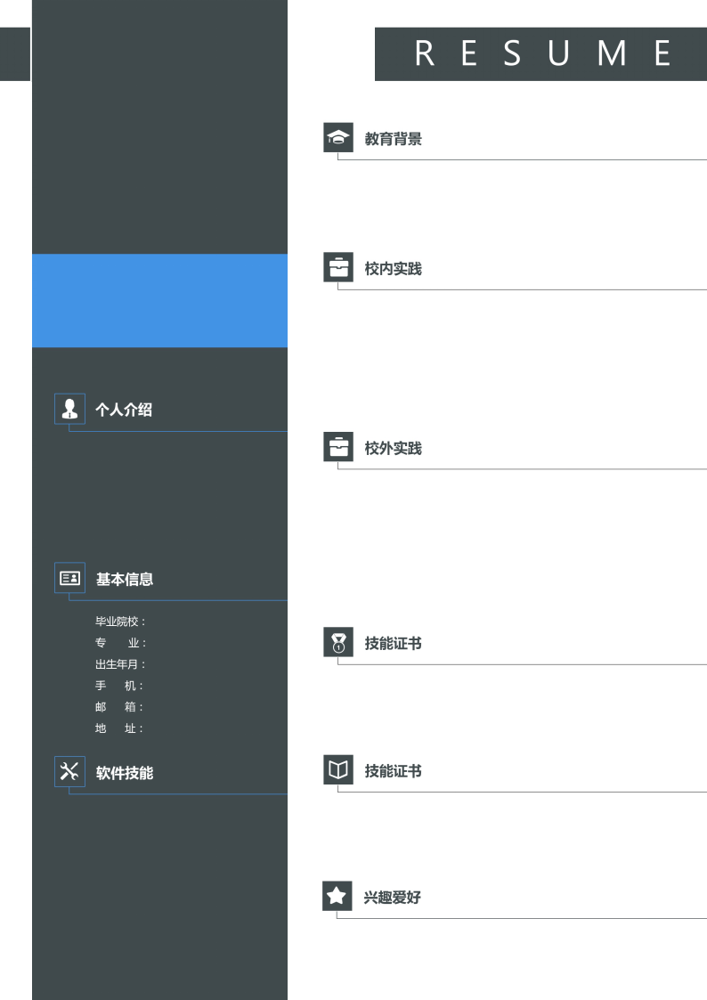 RESUME
个人介绍
基本信息
毕业院校：
专 业：
出生年月：
手 机：
邮 箱：
地 址：
软件技能
教育背景
校内实践
校外实践
1
技能证书
技能证书
兴趣爱好